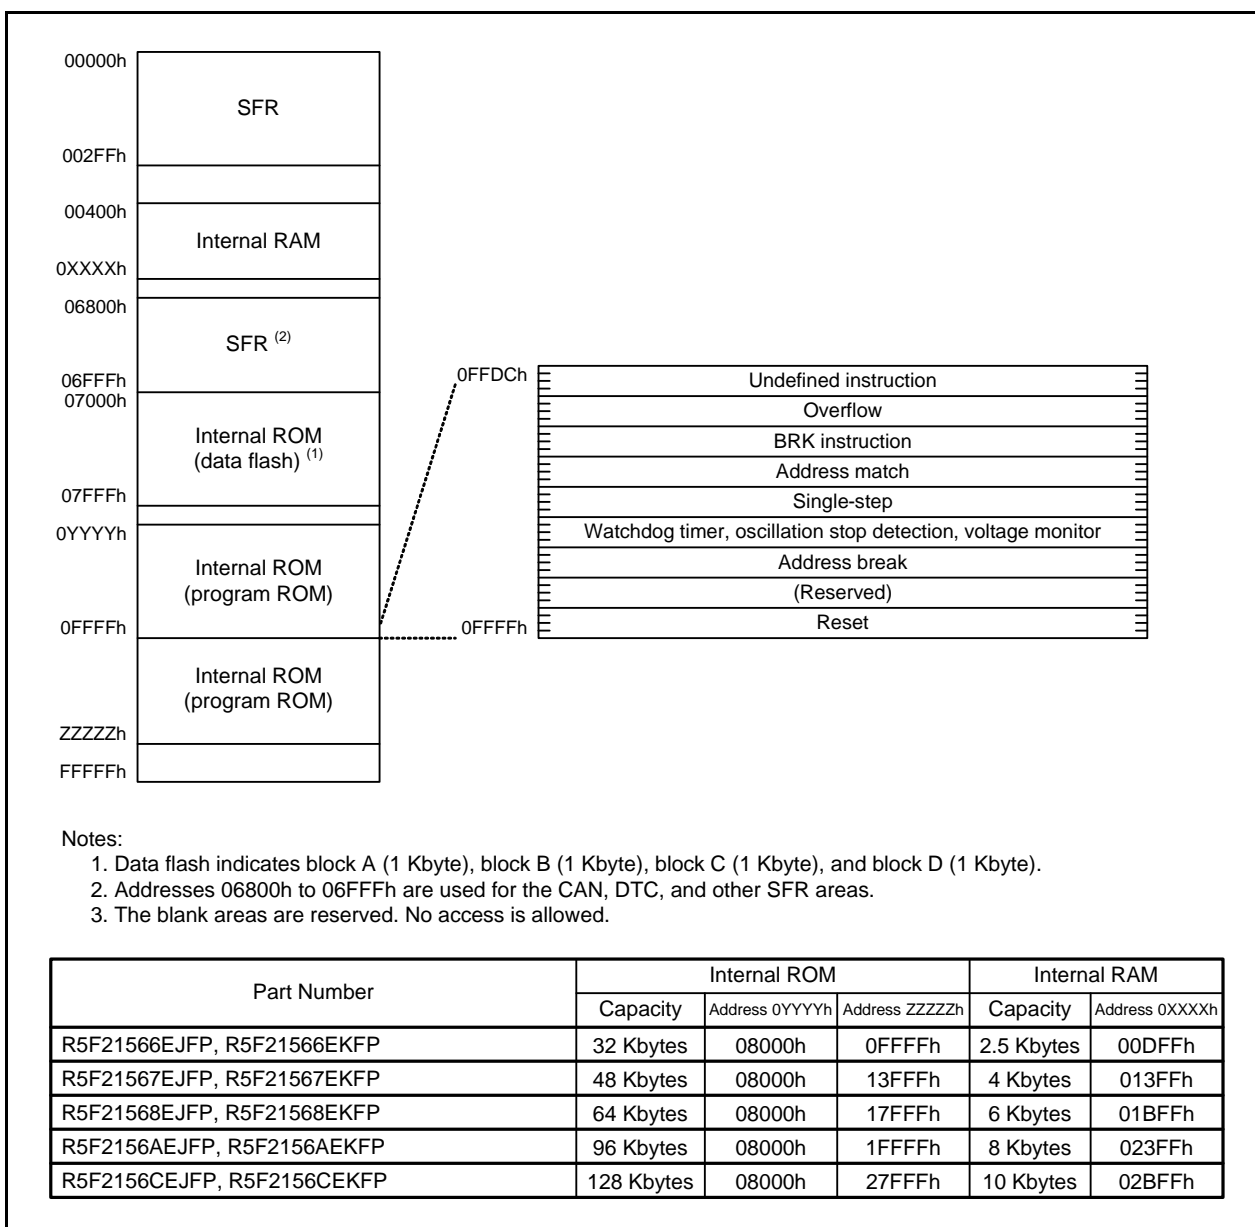 00000h
SFR
002FFh
00400h
Internal RAM
0XXXXh
06800h
SFR (2)
06FFFh
07000h
Internal ROM
(data flash) (1)
07FFFh
0YYYYh
Internal ROM
(program ROM)
0FFFFh
Internal ROM
(program ROM)
ZZZZZh
FFFFFh
0FFDCh
Undefined instruction
Overflow
BRK instruction
Address match
Single-step
Watchdog timer, oscillation stop detection, voltage monitor
Address break
(Reserved)
0FFFFh
Reset
Notes:
1. Data flash indicates block A (1 Kbyte), block B (1 Kbyte), block C (1 Kbyte), and block D (1 Kbyte).
2. Addresses 06800h to 06FFFh are used for the CAN, DTC, and other SFR areas.
3. The blank areas are reserved. No access is allowed.
Part Number Internal ROM Internal RAM
Capacity Address 0YYYYh Address ZZZZZh Capacity Address 0XXXXh
R5F21566EJFP, R5F21566EKFP 32 Kbytes 08000h 0FFFFh 2.5 Kbytes 00DFFh
R5F21567EJFP, R5F21567EKFP 48 Kbytes 08000h 13FFFh 4 Kbytes 013FFh
R5F21568EJFP, R5F21568EKFP 64 Kbytes 08000h 17FFFh 6 Kbytes 01BFFh
R5F2156AEJFP, R5F2156AEKFP 96 Kbytes 08000h 1FFFFh 8 Kbytes 023FFh
R5F2156CEJFP, R5F2156CEKFP 128 Kbytes 08000h 27FFFh 10 Kbytes 02BFFh